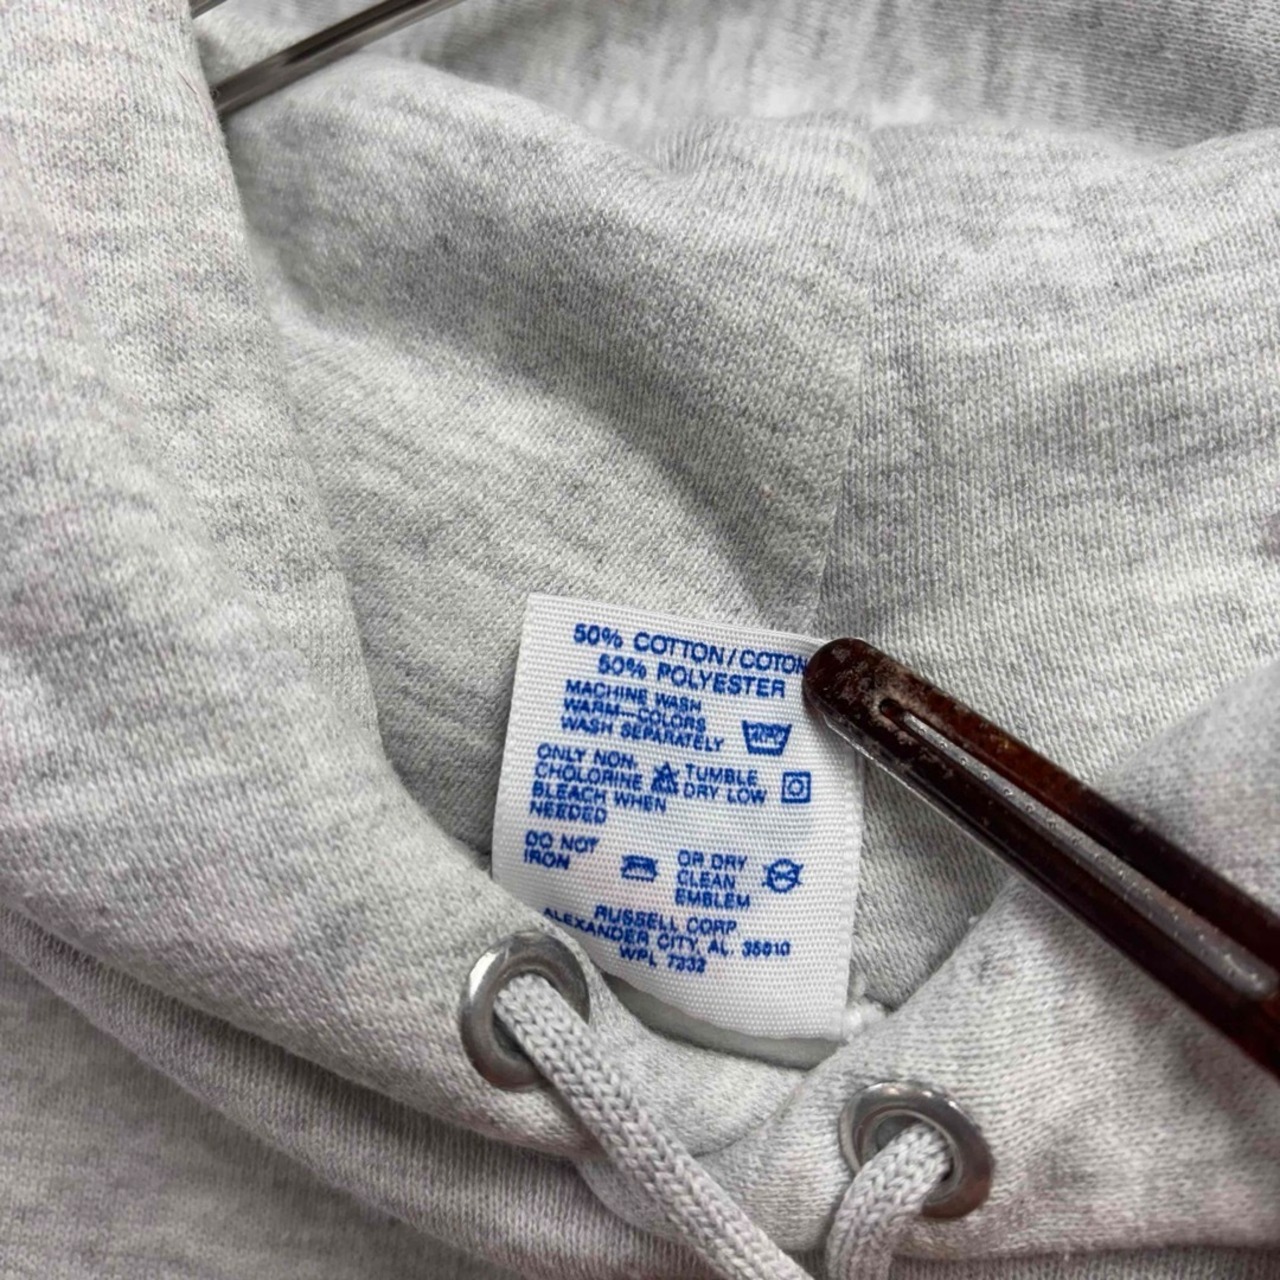 50% COTTON/COTON
50% POLYESTER
MACHINE WASH
WARM—COLORS
WASH SEPARATELY
40°
ONLY NON.
CHOLORINE
BLEACH WHEN
NEEDED
TUMBLE
DRY LOW
DO NOT
IRON
OR DRY
CLEAN
EMBLEM
RUSSELL CORP
ALEXANDER CITY, AL. 35010
WPL 7332